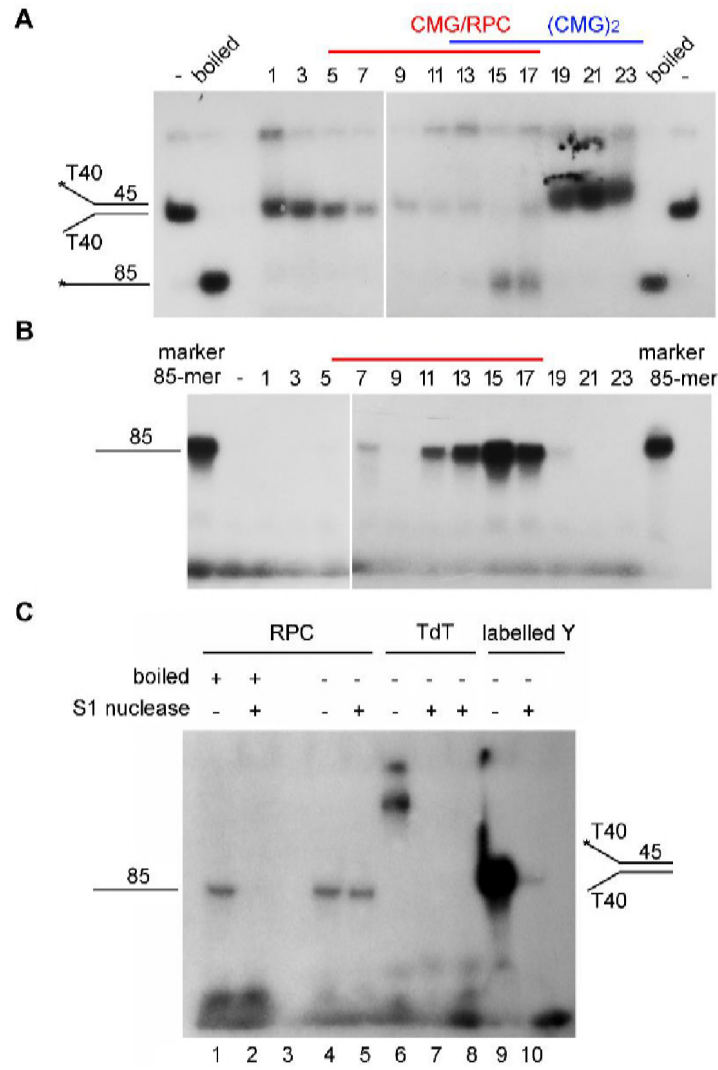 A
CMG/RPC (CMG)2
- boiled 1 3 5 7 9 11 13 15 17 19 21 23 boiled -
*T40
45
T40
* 85
B
marker marker
85-mer - 1 3 5 7 9 11 13 15 17 19 21 23 85-mer
85
C
RPC TdT labelled Y
boiled + + - - - - - - -
S1 nuclease - + - + - + + - +
85
*T40
45
T40
1 2 3 4 5 6 7 8 9 10